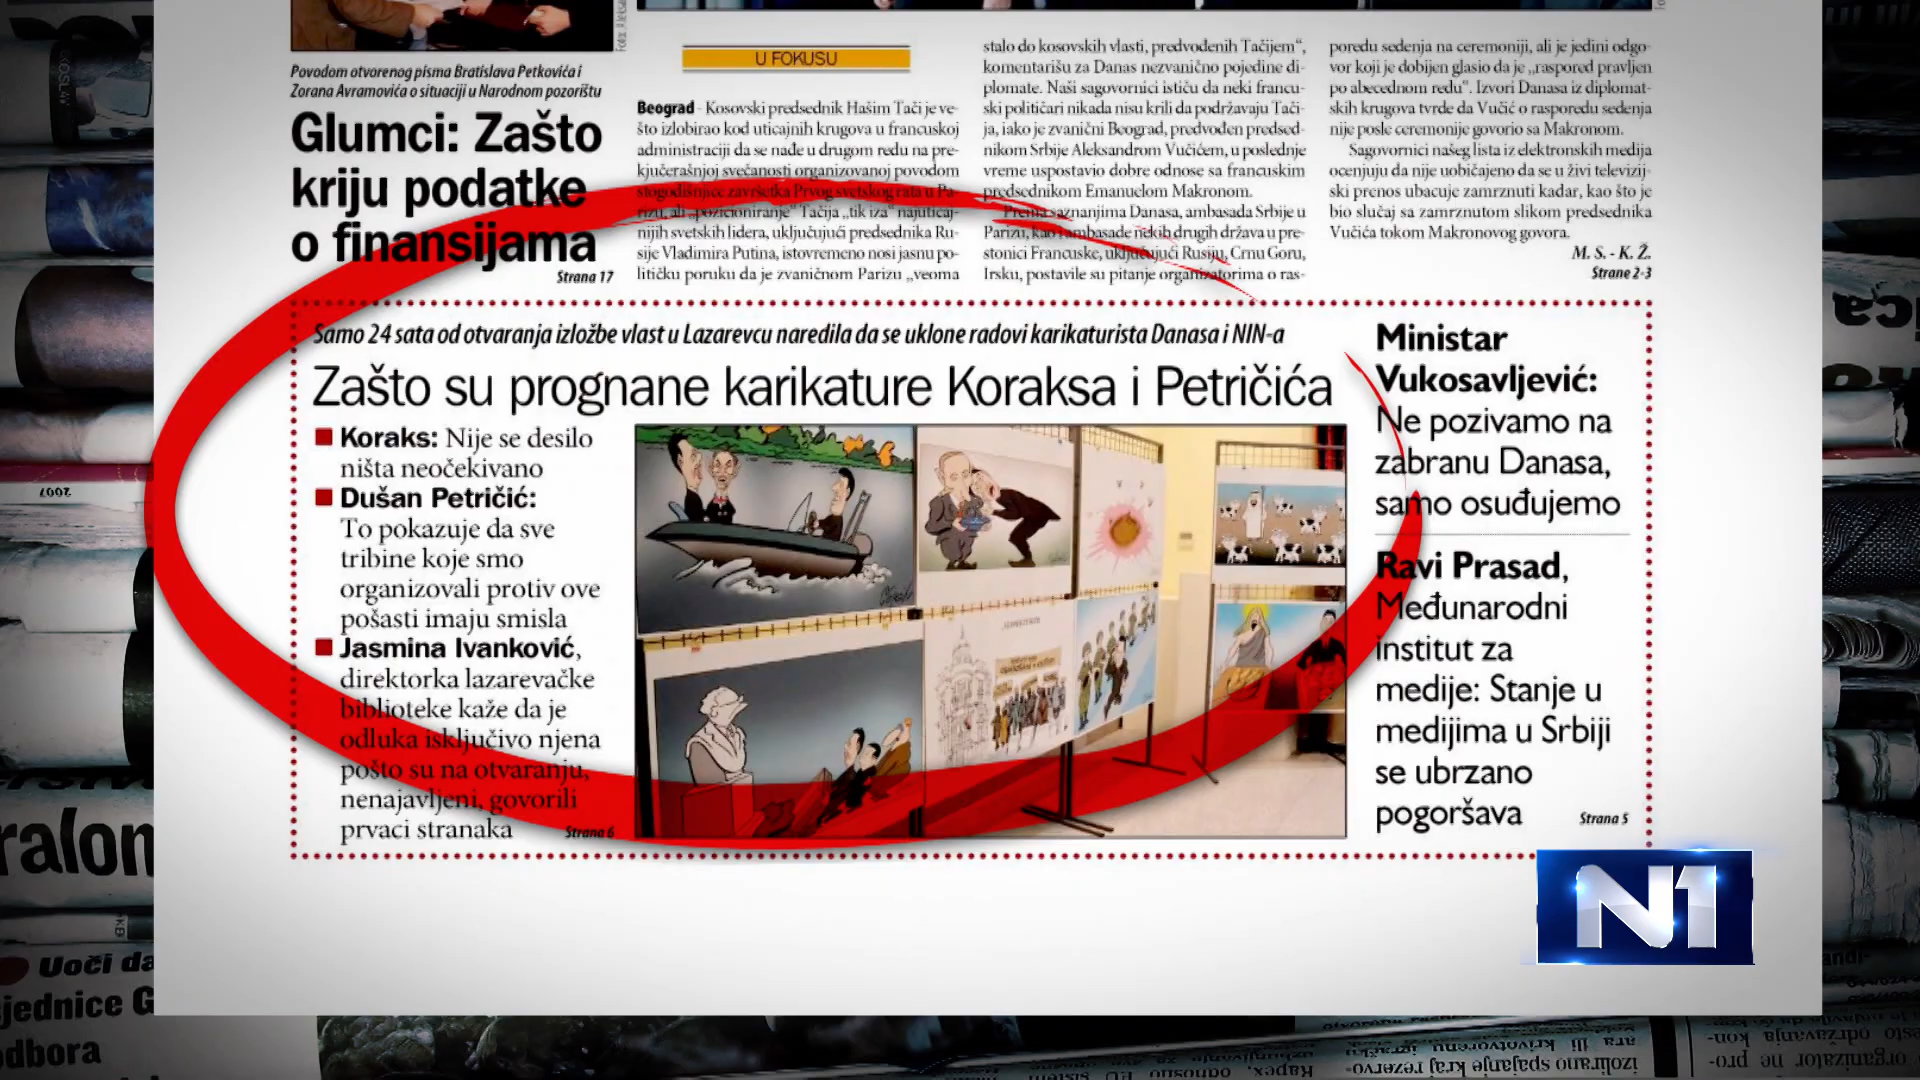 Povodom otvorenog pisma Bratislava Petkovića i
Zorana Avramovića o situaciji u Narodnom pozorištu
Glumci: Zašto
kriju podatke
o finansijama
Strana 17
U FOKUSU
Beograd - Kosovski predsednik Hašim Tači je ve-
što izlobirao kod uticajnih krugova u francuskoj
administraciji da se nađe u drugom redu na pre-
kjučerašnjoj svečanosti organizovanoj povodom
stogodišnjice završetka Prvog svetskog rata u Pa-
rizu, ali „pozicioniranje“ Tačija „tik iza“ najuticaj-
nijih svetskih lidera, uključujući predsednika Ru-
sije Vladimira Putina, istovremeno nosi jasnu po-
litičku poruku da je zvaničnom Parizu „veoma
stalo do kosovskih vlasti, predvođenih Tačijem“,
komentarišu za Danas nezvanično pojedine di-
plomate. Naši sagovornici ističu da neki francu-
ski političari nikada nisu krili da podržavaju Tači-
ja, iako je zvanični Beograd, predvođen predsed-
nikom Srbije Aleksandrom Vučićem, u poslednje
vreme uspostavio dobre odnose sa francuskim
predsednikom Emanuelom Makronom.
Prema saznanjima Danasa, ambasada Srbije u
Parizu, kao i ambasade nekih drugih država u pre-
stonici Francuske, uključujući Rusiju, Crnu Goru,
Irsku, postavile su pitanje organizatorima o ras-
poredu sedenja na ceremoniji, ali je jedini odgo-
vor koji je dobijen glasio da je „raspored pravljen
po abecednom redu“. Izvori Danasa iz diplomat-
skih krugova tvrde da Vučić o rasporedu sedenja
nije posle ceremonije govorio sa Makronom.
Sagovornici našeg lista iz elektronskih medija
ocenjuju da nije uobičajeno da se u živi televizij-
ski prenos ubacuje zamrznuti kadar, kao što je
bio slučaj sa zamrznutom slikom predsednika
Vučića tokom Makronovog govora.
M. S. - K. Ž.
Strane 2-3
Samo 24 sata od otvaranja izložbe vlast u Lazarevcu naredila da se uklone radovi karikaturista Danasa i NIN-a
Zašto su prognane karikature Koraksa i Petričića
Koraks: Nije se desilo
ništa neočekivano
Dušan Petričić:
To pokazuje da sve
tribine koje smo
organizovali protiv ove
pošasti imaju smisla
Jasmina Ivanković,
direktorka lazarevačke
biblioteke kaže da je
odluka isključivo njena
pošto su na otvaranju,
nenajavljeni, govorili
prvaci stranaka
Strana 6
Ministar
Vukosavljević:
Ne pozivamo na
zabranu Danasa,
samo osuđujemo
Ravi Prasad,
Međunarodni
institut za
medije: Stanje u
medijima u Srbiji
se ubrzano
pogoršava
Strana 5
N1
2007
Uoči da
jednice G
odbora